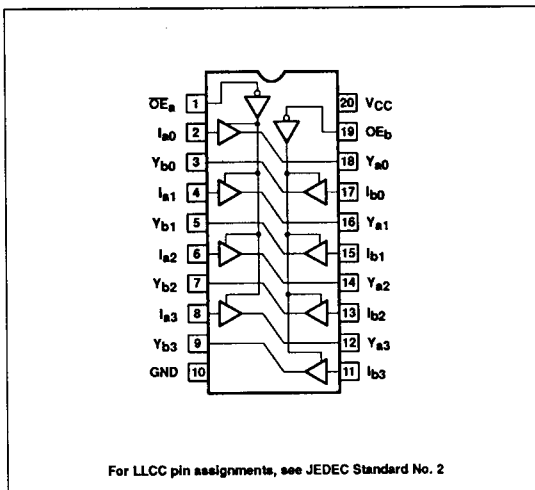 OEa 1 20 VCC
Ia0 2 19 OEb
Yb0 3 18 Ya0
Ia1 4 17 Ib0
Yb1 5 16 Ya1
Ia2 6 15 Ib1
Yb2 7 14 Ya2
Ia3 8 13 Ib2
Yb3 9 12 Ya3
GND 10 11 Ib3
For LLCC pin assignments, see JEDEC Standard No. 2